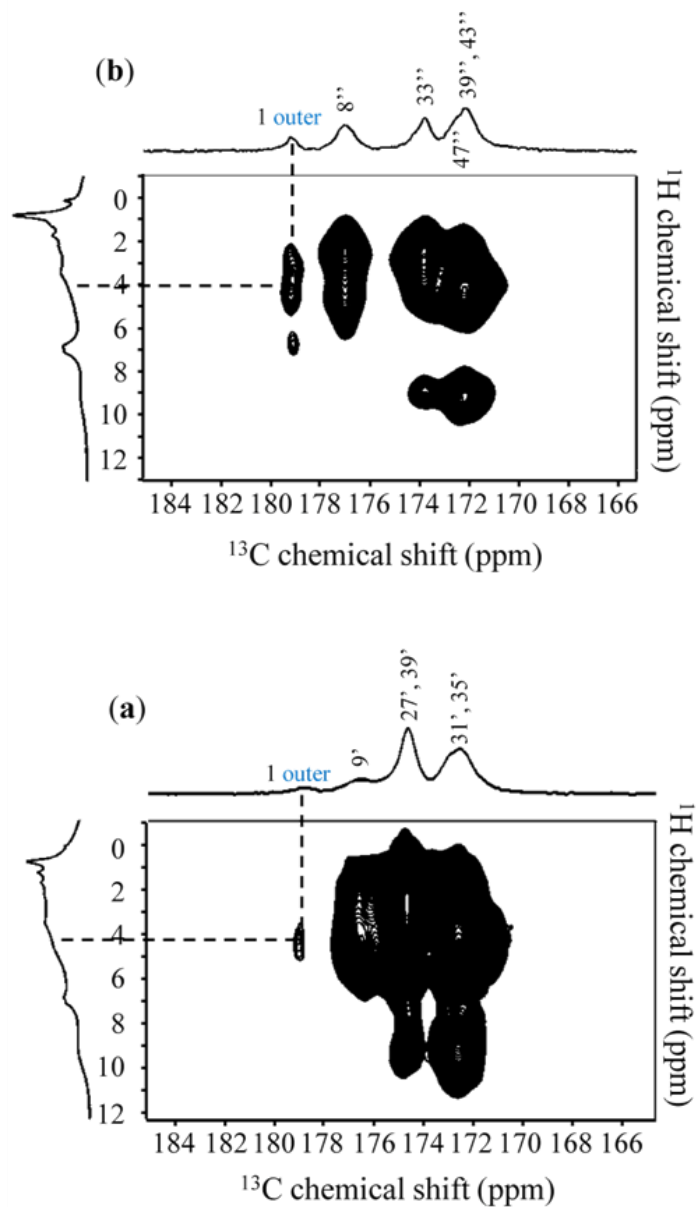 (b)
1 outer
8”
33”
47”
39”, 43”
0
2
4
6
8
10
12
184 182 180 178 176 174 172 170 168 166
¹³C chemical shift (ppm)
¹H chemical shift (ppm)
(a)
1 outer
9’
27’, 39’
31’, 35’
0
2
4
6
8
10
12
184 182 180 178 176 174 172 170 168 166
¹³C chemical shift (ppm)
¹H chemical shift (ppm)